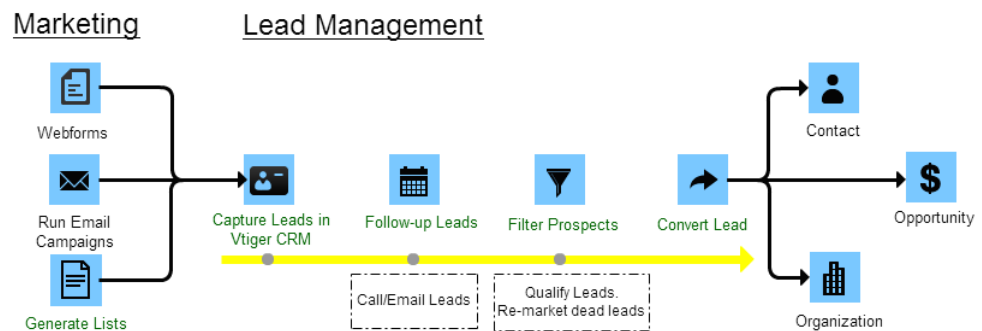 Marketing
Lead Management
Webforms
Run Email
Campaigns
Generate Lists
Capture Leads in
Vtiger CRM
Follow-up Leads
Filter Prospects
Convert Lead
Call/Email Leads
Qualify Leads.
Re-market dead leads
Contact
$
Opportunity
Organization